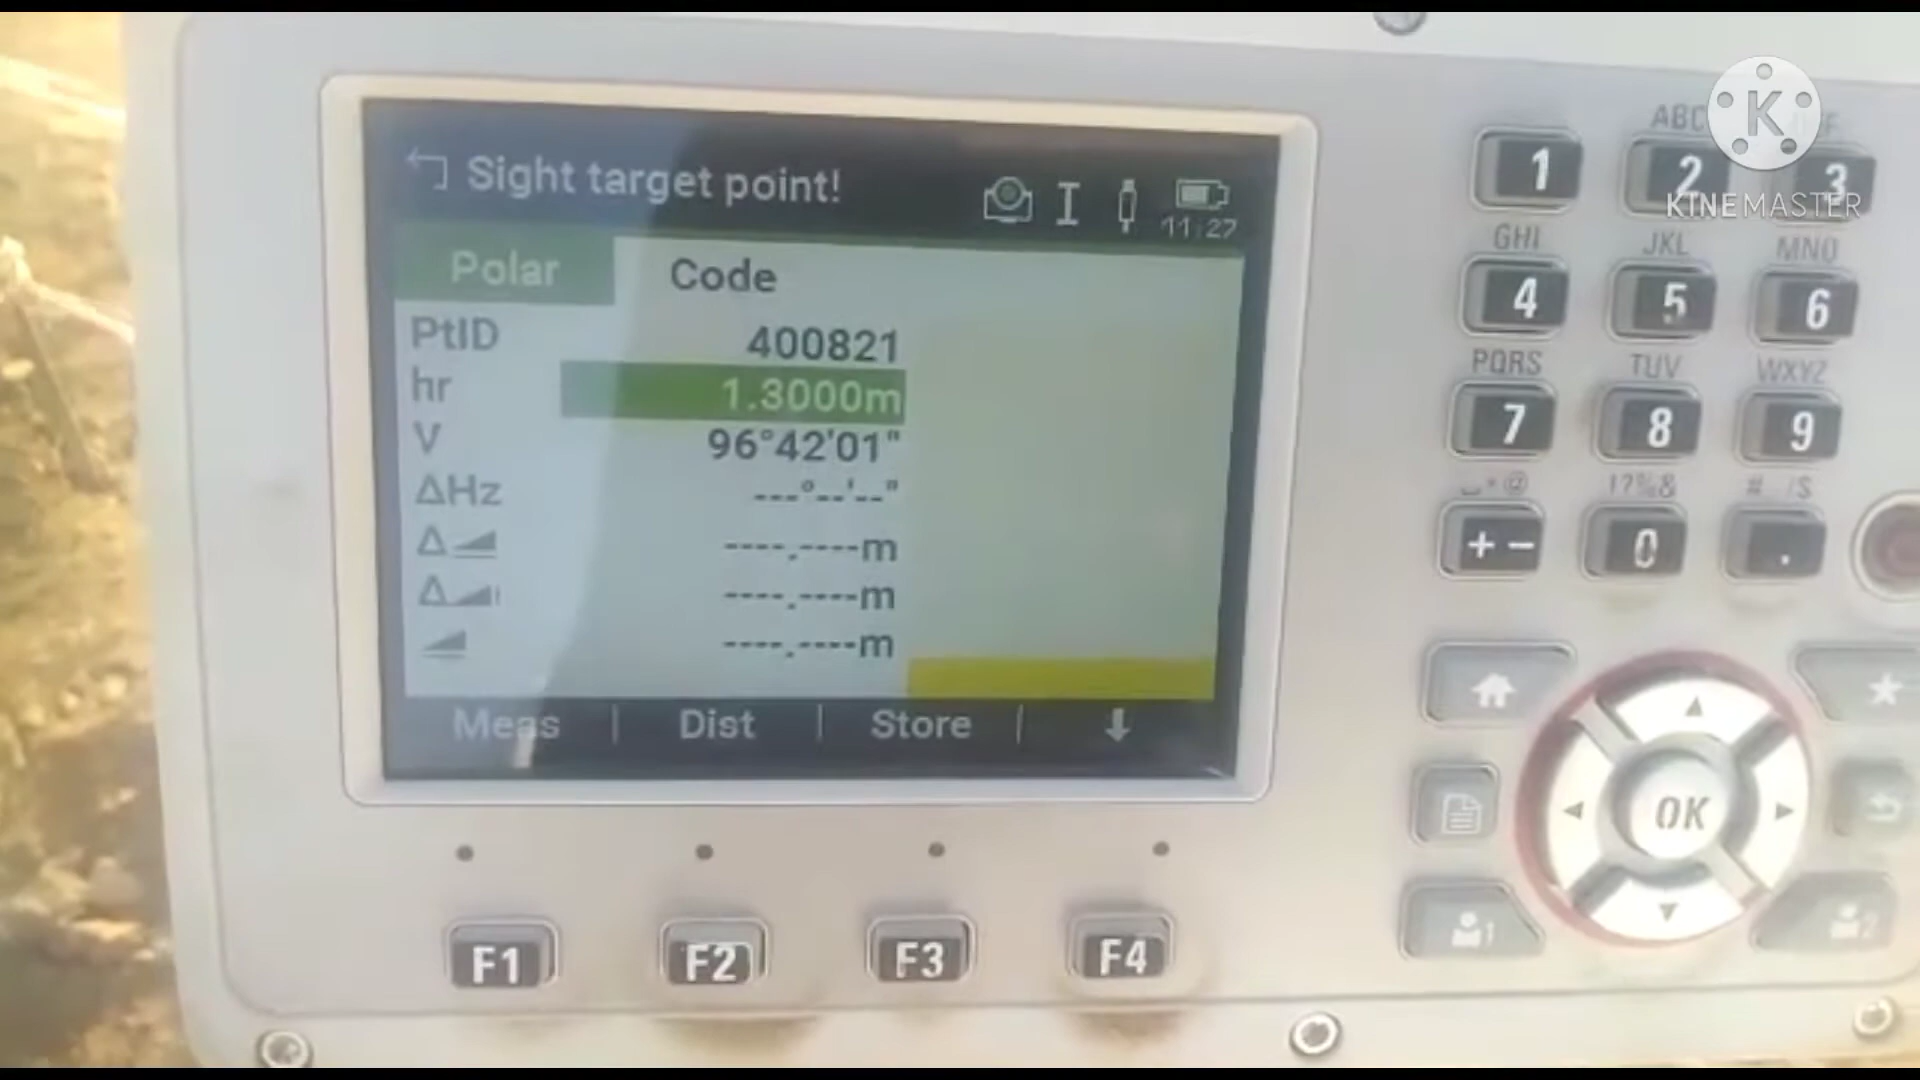 Sight target point!
11:27
Polar Code
PtID 400821
hr 1.3000m
V 96°42'01"
ΔHz ---°--'--"
Δ ----.----m
Δ ----.----m
----.----m
Meas | Dist | Store |
F1 F2 F3 F4
ABC
1 2 3
K
KINEMASTER
GHI JKL MNO
4 5 6
PQRS TUV WXYZ
7 8 9
!?%&
+ - 0 .
OK
1
2